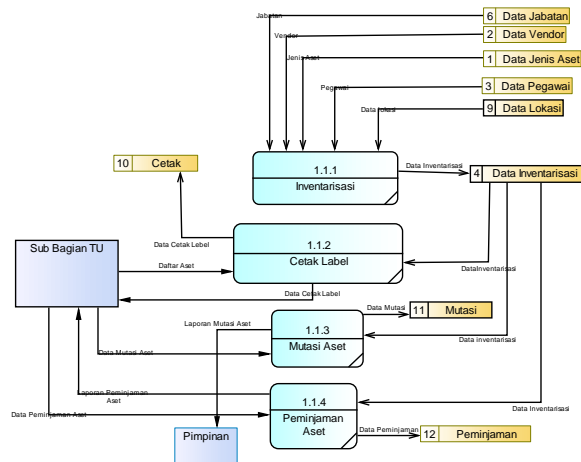 Jabatan
6 Data Jabatan
Vendor
2 Data Vendor
Jenis Aset
1 Data Jenis Aset
Pegawai
3 Data Pegawai
Data lokasi
9 Data Lokasi
10 Cetak
1.1.1
Inventarisasi
Data Inventarisasi
4 Data Inventarisasi
Data Cetak Lebel
1.1.2
Cetak Label
Sub Bagian TU
Daftar Aset
DataInventarisasi
Data Cetak Label
Data Mutasi
11 Mutasi
Laporan Mutasi Aset
1.1.3
Mutasi Aset
Data inventarisasi
Data Mutasi Aset
Laporan Peminjaman
Aset
1.1.4
Peminjaman
Aset
Data Inventarisasi
Data Peminjaman Aset
Data Peminjaman
12 Peminjaman
Pimpinan